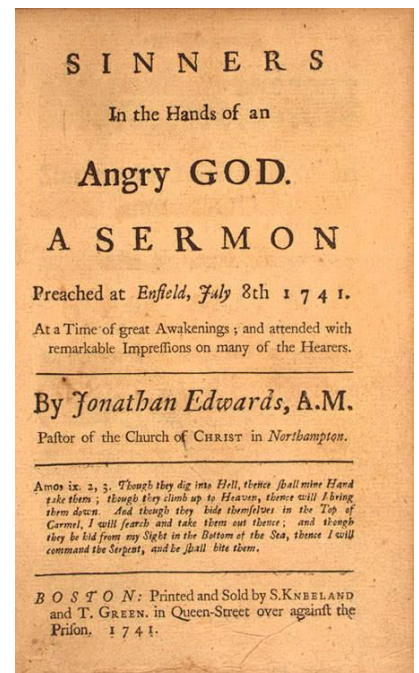 SINNERS
In the Hands of an
Angry GOD.
A SERMON
Preached at Enfield, July 8th 1741.
At a Time of great Awakenings; and attended with
remarkable Impreſſions on many of the Hearers.
By Jonathan Edwards, A.M.
Paſtor of the Church of CHRIST in Northampton.
Amos ix. 2, 3. Though they dig into Hell, thence ſhall mine Hand
take them; though they climb up to Heaven, thence will I bring
them down. And though they hide themſelves in the Top of
Carmel, I will ſearch and take them out thence; and though
they be hid from my Sight in the Bottom of the Sea, thence I will
command the Serpent, and he ſhall bite them.
BOSTON: Printed and Sold by S.KNEELAND
and T. GREEN. in Queen-Street over againſt the
Priſon. 1741.